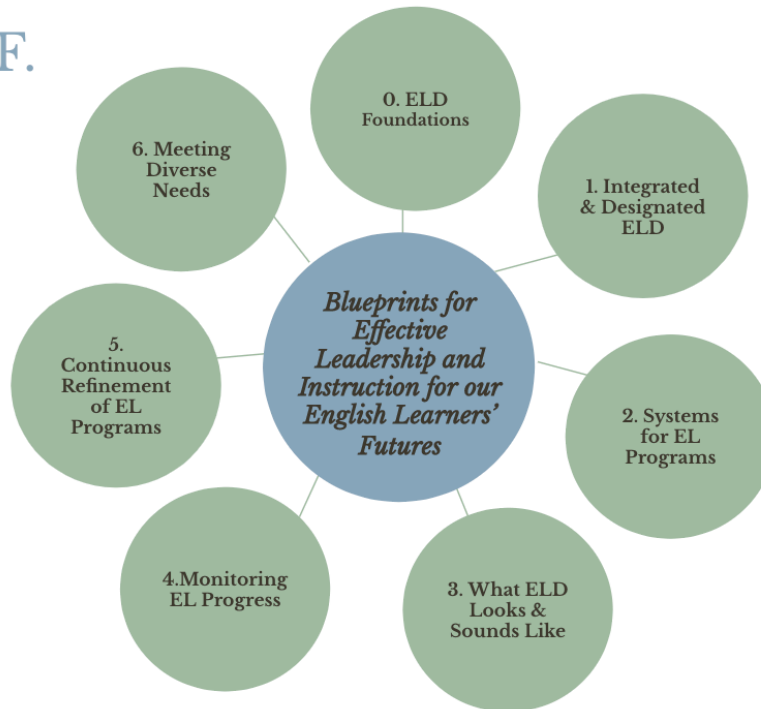 F.
0. ELD
Foundations
1. Integrated
& Designated
ELD
2. Systems
for EL
Programs
3. What ELD
Looks &
Sounds Like
4.Monitoring
EL Progress
5.
Continuous
Refinement
of EL
Programs
6. Meeting
Diverse
Needs
Blueprints for
Effective
Leadership and
Instruction for our
English Learners’
Futures